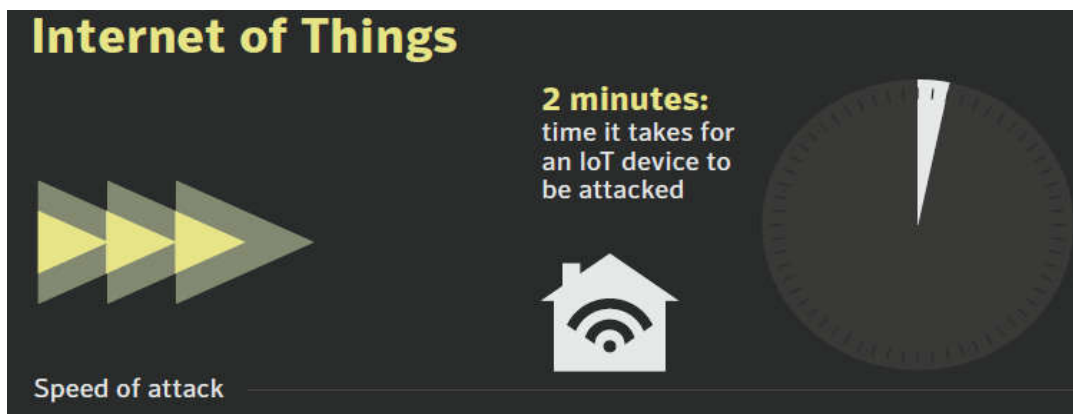 Internet of Things
2 minutes:
time it takes for
an IoT device to
be attacked
Speed of attack